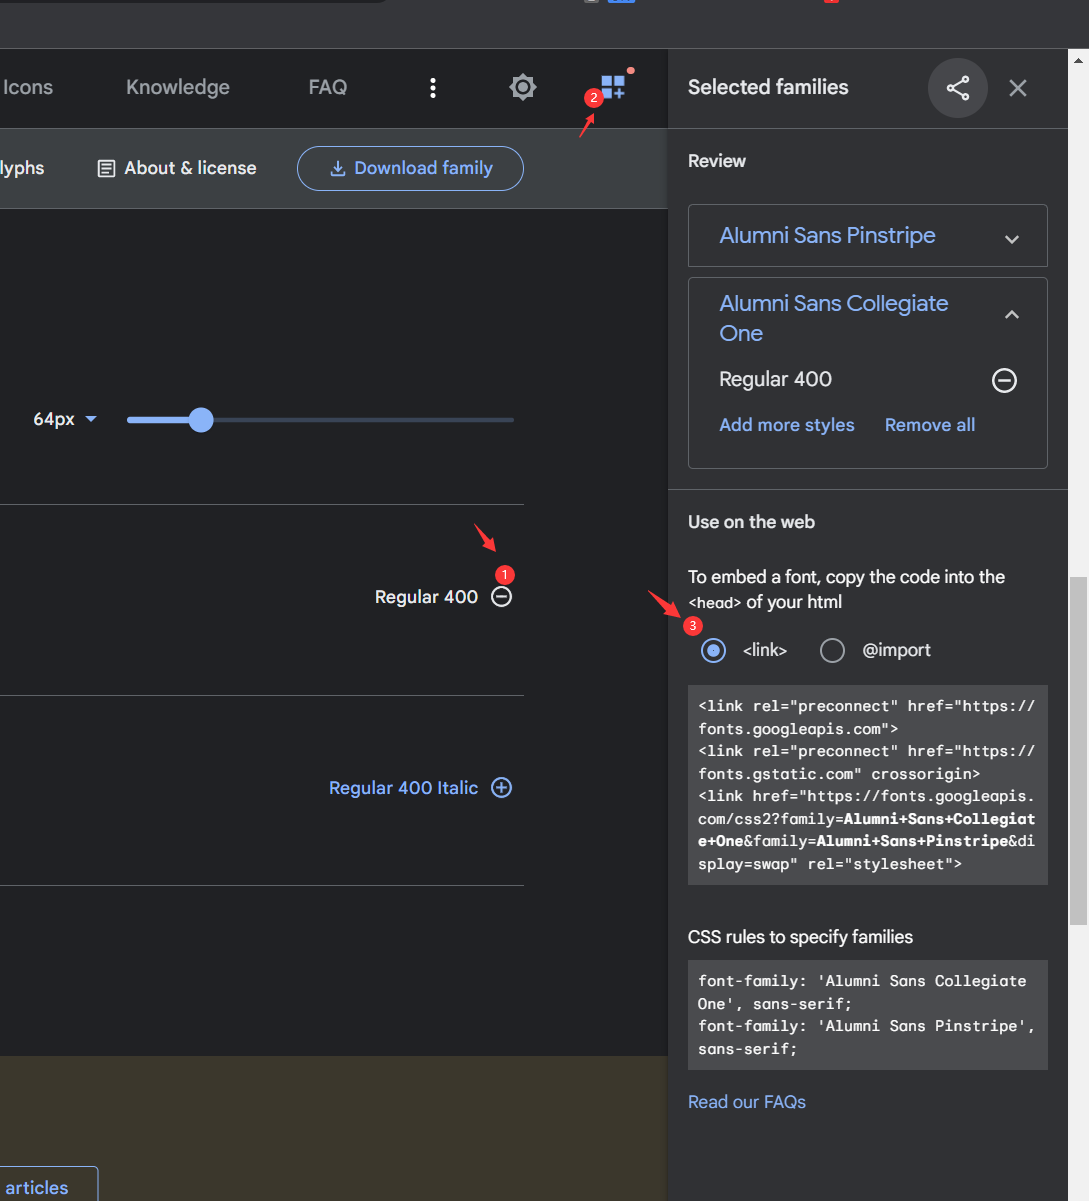 Icons
Knowledge
FAQ
2
Selected families
lyphs
About & license
Download family
Review
Alumni Sans Pinstripe
Alumni Sans Collegiate
One
Regular 400
Add more styles
Remove all
64px
1
Regular 400
Regular 400 Italic
Use on the web
To embed a font, copy the code into the
<head> of your html
3
<link>
@import
<link rel="preconnect" href="https://
fonts.googleapis.com">
<link rel="preconnect" href="https://
fonts.gstatic.com" crossorigin>
<link href="https://fonts.googleapis.
com/css2?family=Alumni+Sans+Collegiat
e+One&family=Alumni+Sans+Pinstripe&di
splay=swap" rel="stylesheet">
CSS rules to specify families
font-family: 'Alumni Sans Collegiate
One', sans-serif;
font-family: 'Alumni Sans Pinstripe',
sans-serif;
Read our FAQs
articles